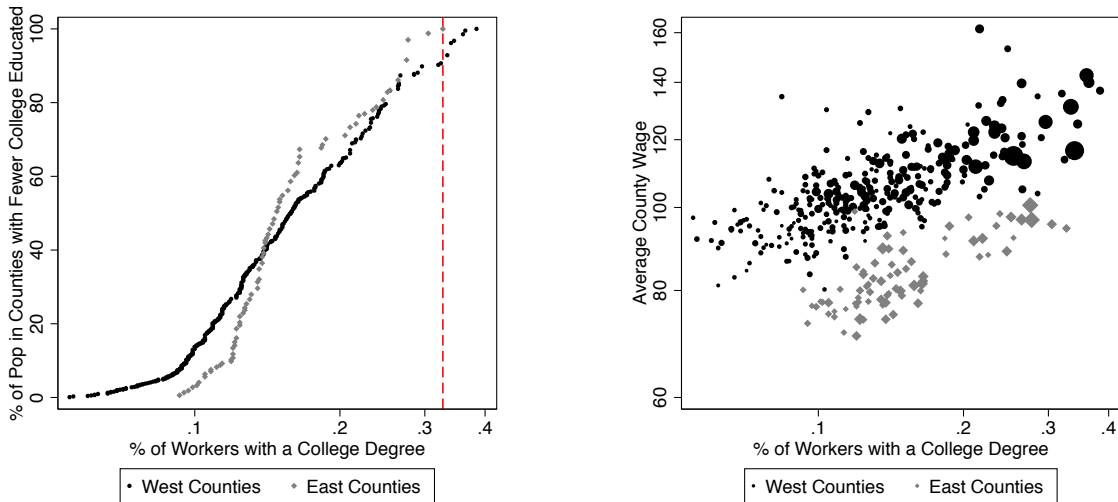 % of Pop in Counties with Fewer College Educated
100
80
60
40
20
0
.1
.2
.3
.4
% of Workers with a College Degree
West Counties
East Counties
Average County Wage
160
140
120
100
80
60
.1
.2
.3
.4
% of Workers with a College Degree
West Counties
East Counties